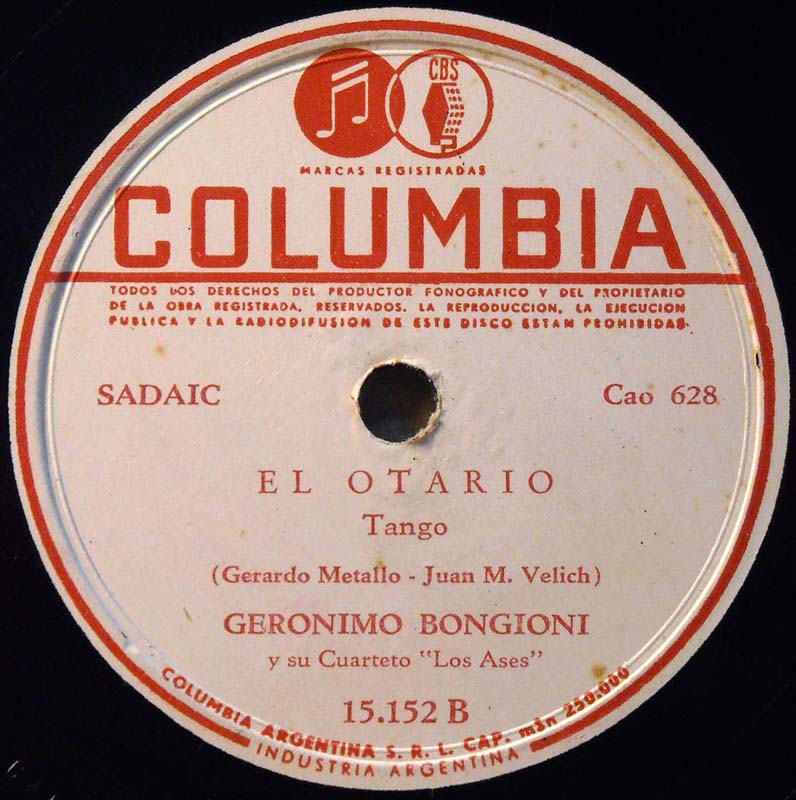 CBS
MARCAS REGISTRADAS
COLUMBIA
TODOS LOS DERECHOS DEL PRODUCTOR FONOGRAFICO Y DEL PROPIETARIO
DE LA OBRA REGISTRADA, RESERVADOS. LA REPRODUCCION, LA EJECUCION
PUBLICA Y LA RADIODIFUSION DE ESTE DISCO ESTAN PROHIBIDAS.
SADAIC Cao 628
EL OTARIO
Tango
(Gerardo Metallo - Juan M. Velich)
GERONIMO BONGIONI
y su Cuarteto "Los Ases"
15.152 B
COLUMBIA ARGENTINA S. R. L. CAP. m$n 250.000
INDUSTRIA ARGENTINA